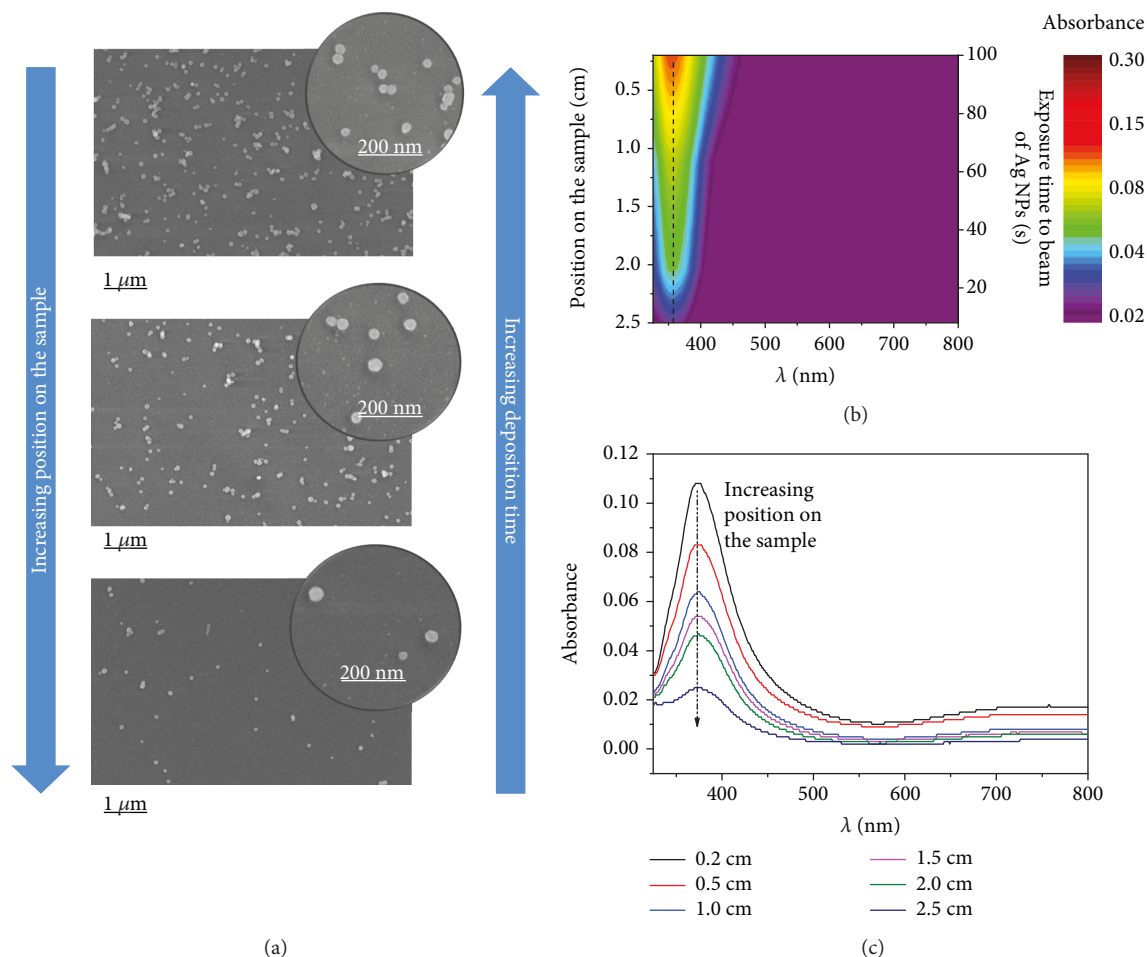 Increasing position on the sample
200 nm
1 μm
200 nm
1 μm
200 nm
1 μm
Increasing deposition time
(a)
Position on the sample (cm)
0.5
1.0
1.5
2.0
2.5
400
500
600
700
800
λ (nm)
100
80
60
40
20
Exposure time to beam
of Ag NPs (s)
Absorbance
0.30
0.15
0.08
0.04
0.02
(b)
Absorbance
0.12
0.10
0.08
0.06
0.04
0.02
0.00
Increasing
position on
the sample
400
500
600
700
800
λ (nm)
0.2 cm
0.5 cm
1.0 cm
1.5 cm
2.0 cm
2.5 cm
(c)